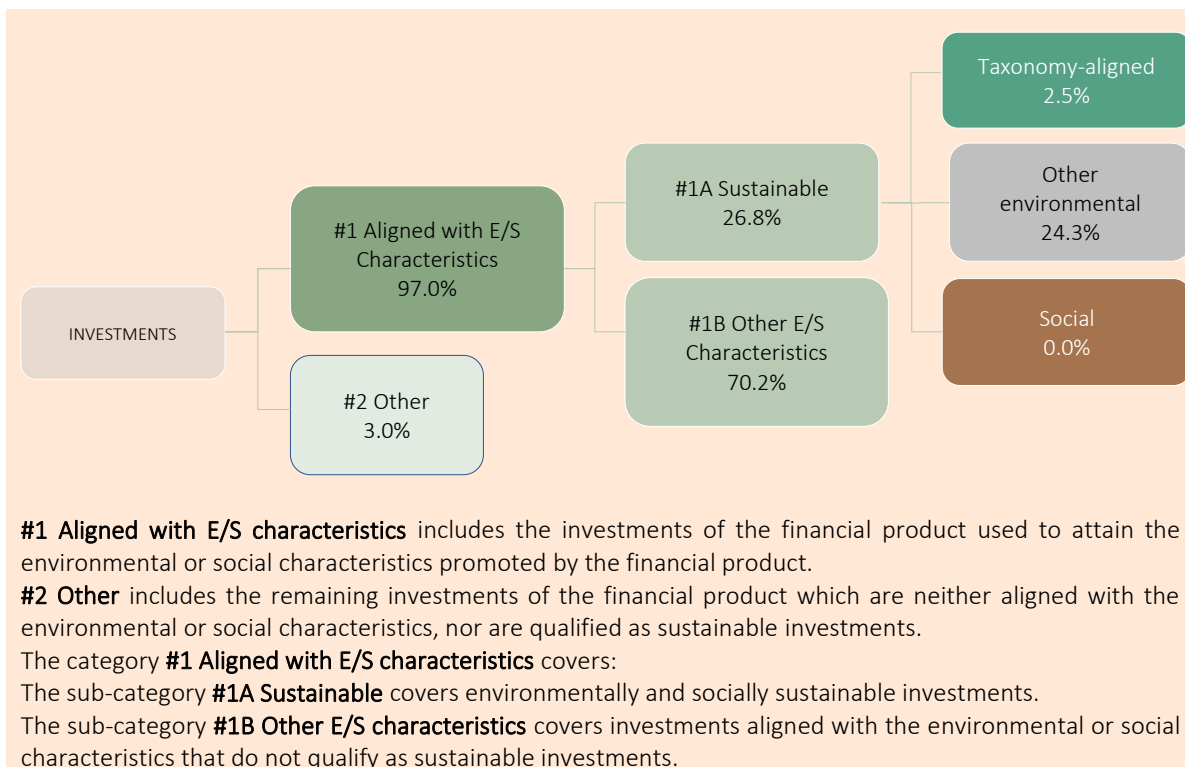 Taxonomy-aligned
2.5%
#1A Sustainable
26.8%
Other
environmental
24.3%
#1 Aligned with E/S
Characteristics
97.0%
INVESTMENTS
#1B Other E/S
Characteristics
70.2%
Social
0.0%
#2 Other
3.0%
#1 Aligned with E/S characteristics includes the investments of the financial product used to attain the
environmental or social characteristics promoted by the financial product.
#2 Other includes the remaining investments of the financial product which are neither aligned with the
environmental or social characteristics, nor are qualified as sustainable investments.
The category #1 Aligned with E/S characteristics covers:
The sub-category #1A Sustainable covers environmentally and socially sustainable investments.
The sub-category #1B Other E/S characteristics covers investments aligned with the environmental or social
characteristics that do not qualify as sustainable investments.